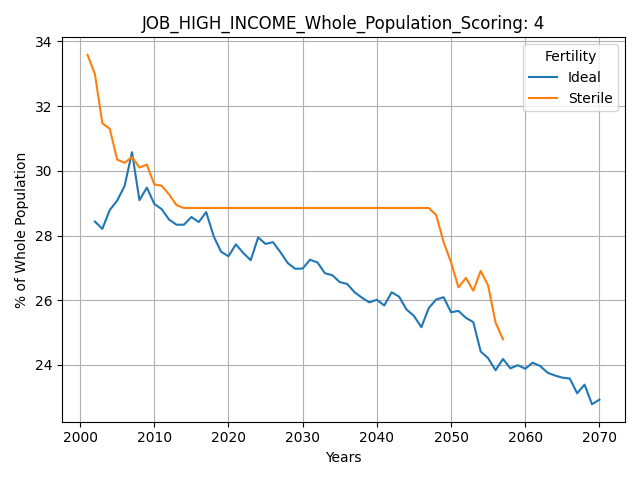 JOB_HIGH_INCOME_Whole_Population_Scoring: 4
34
32
30
28
26
24
% of Whole Population
Fertility
Ideal
Sterile
2000 2010 2020 2030 2040 2050 2060 2070
Years